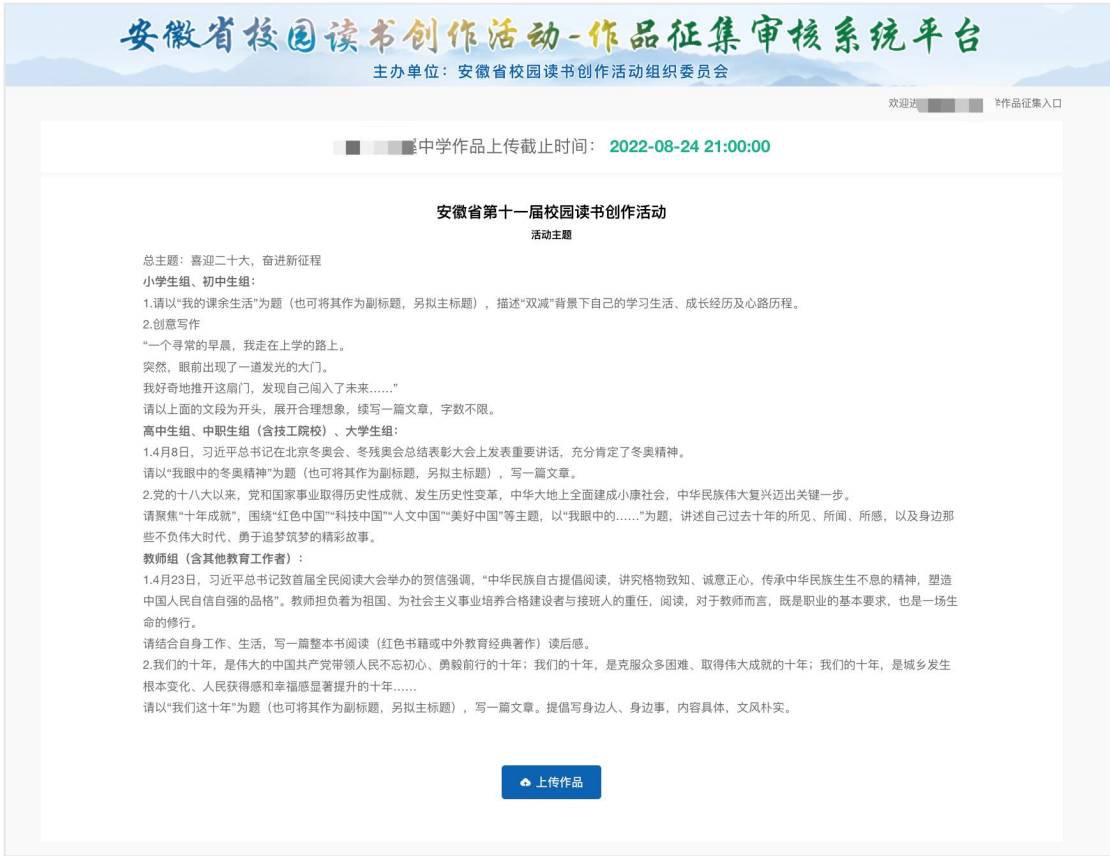 安徽省校园读书创作活动-作品征集审核系统平台
主办单位：安徽省校园读书创作活动组织委员会
欢迎进 学作品征集入口
中学作品上传截止时间： 2022-08-24 21:00:00
安徽省第十一届校园读书创作活动
活动主题
总主题：喜迎二十大，奋进新征程
小学生组、初中生组：
1.请以“我的课余生活”为题（也可将其作为副标题，另拟主标题），描述“双减”背景下自己的学习生活、成长经历及心路历程。
2.创意写作
“一个寻常的早晨，我走在上学的路上。
突然，眼前出现了一道发光的大门。
我好奇地推开这扇门，发现自己闯入了未来……”
请以上面的文段为开头，展开合理想象，续写一篇文章，字数不限。
高中生组、中职生组（含技工院校）、大学生组：
1.4月8日，习近平总书记在北京冬奥会、冬残奥会总结表彰大会上发表重要讲话，充分肯定了冬奥精神。
请以“我眼中的冬奥精神”为题（也可将其作为副标题，另拟主标题），写一篇文章。
2.党的十八大以来，党和国家事业取得历史性成就、发生历史性变革，中华大地上全面建成小康社会，中华民族伟大复兴迈出关键一步。
请聚焦“十年成就”，围绕“红色中国”“科技中国”“人文中国”“美好中国”等主题，以“我眼中的……”为题，讲述自己过去十年的所见、所闻、所感，以及身边那
些不负伟大时代、勇于追梦筑梦的精彩故事。
教师组（含其他教育工作者）：
1.4月23日，习近平总书记致首届全民阅读大会举办的贺信强调，“中华民族自古提倡阅读，讲究格物致知、诚意正心，传承中华民族生生不息的精神，塑造
中国人民自信自强的品格”。教师担负着为祖国、为社会主义事业培养合格建设者与接班人的重任，阅读，对于教师而言，既是职业的基本要求，也是一场生
命的修行。
请结合自身工作、生活，写一篇整本书阅读（红色书籍或中外教育经典著作）读后感。
2.我们的十年，是伟大的中国共产党带领人民不忘初心、勇毅前行的十年；我们的十年，是克服众多困难、取得伟大成就的十年；我们的十年，是城乡发生
根本变化、人民获得感和幸福感显著提升的十年……
请以“我们这十年”为题（也可将其作为副标题，另拟主标题），写一篇文章。提倡写身边人、身边事，内容具体，文风朴实。
上传作品